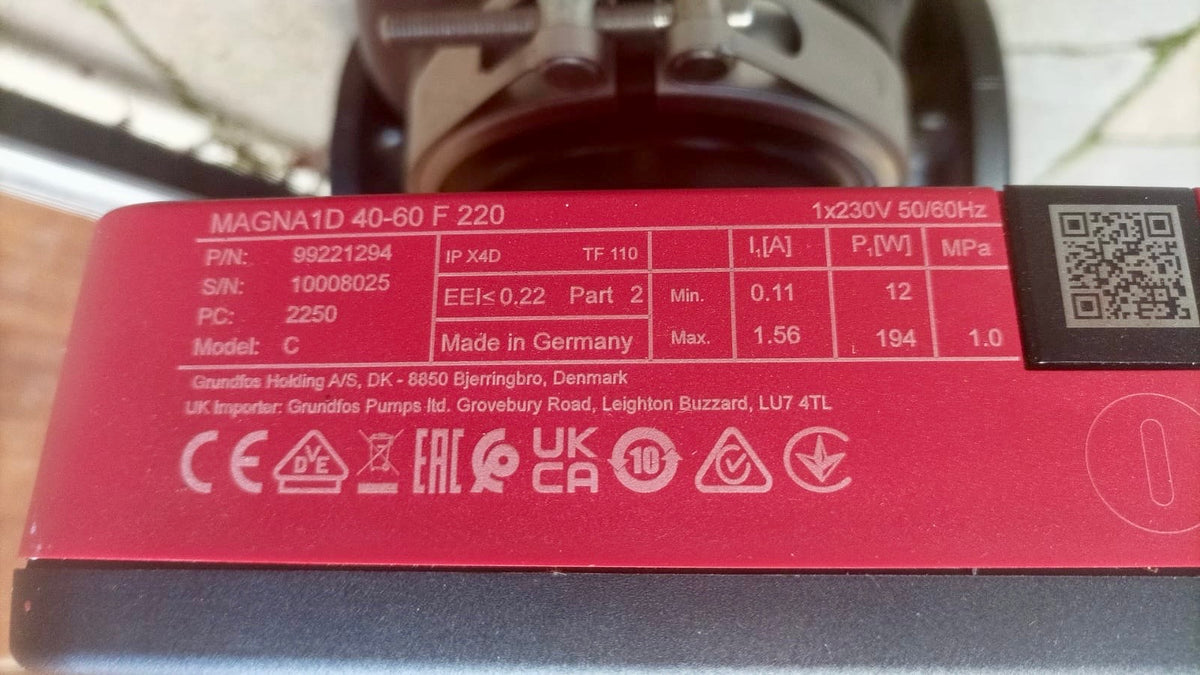 MAGNA1D 40-60 F 220 1x230V 50/60Hz
P/N: 99221294
S/N: 10008025
PC: 2250
Model: C
IP X4D TF 110
EEI≤0.22 Part 2
Made in Germany
I₁[A] P₁[W] MPa
Min. 0.11 12
Max. 1.56 194 1.0
Grundfos Holding A/S, DK - 8850 Bjerringbro, Denmark
UK Importer: Grundfos Pumps ltd. Grovebury Road, Leighton Buzzard, LU7 4TL
CE DVE EAC UK CA 10